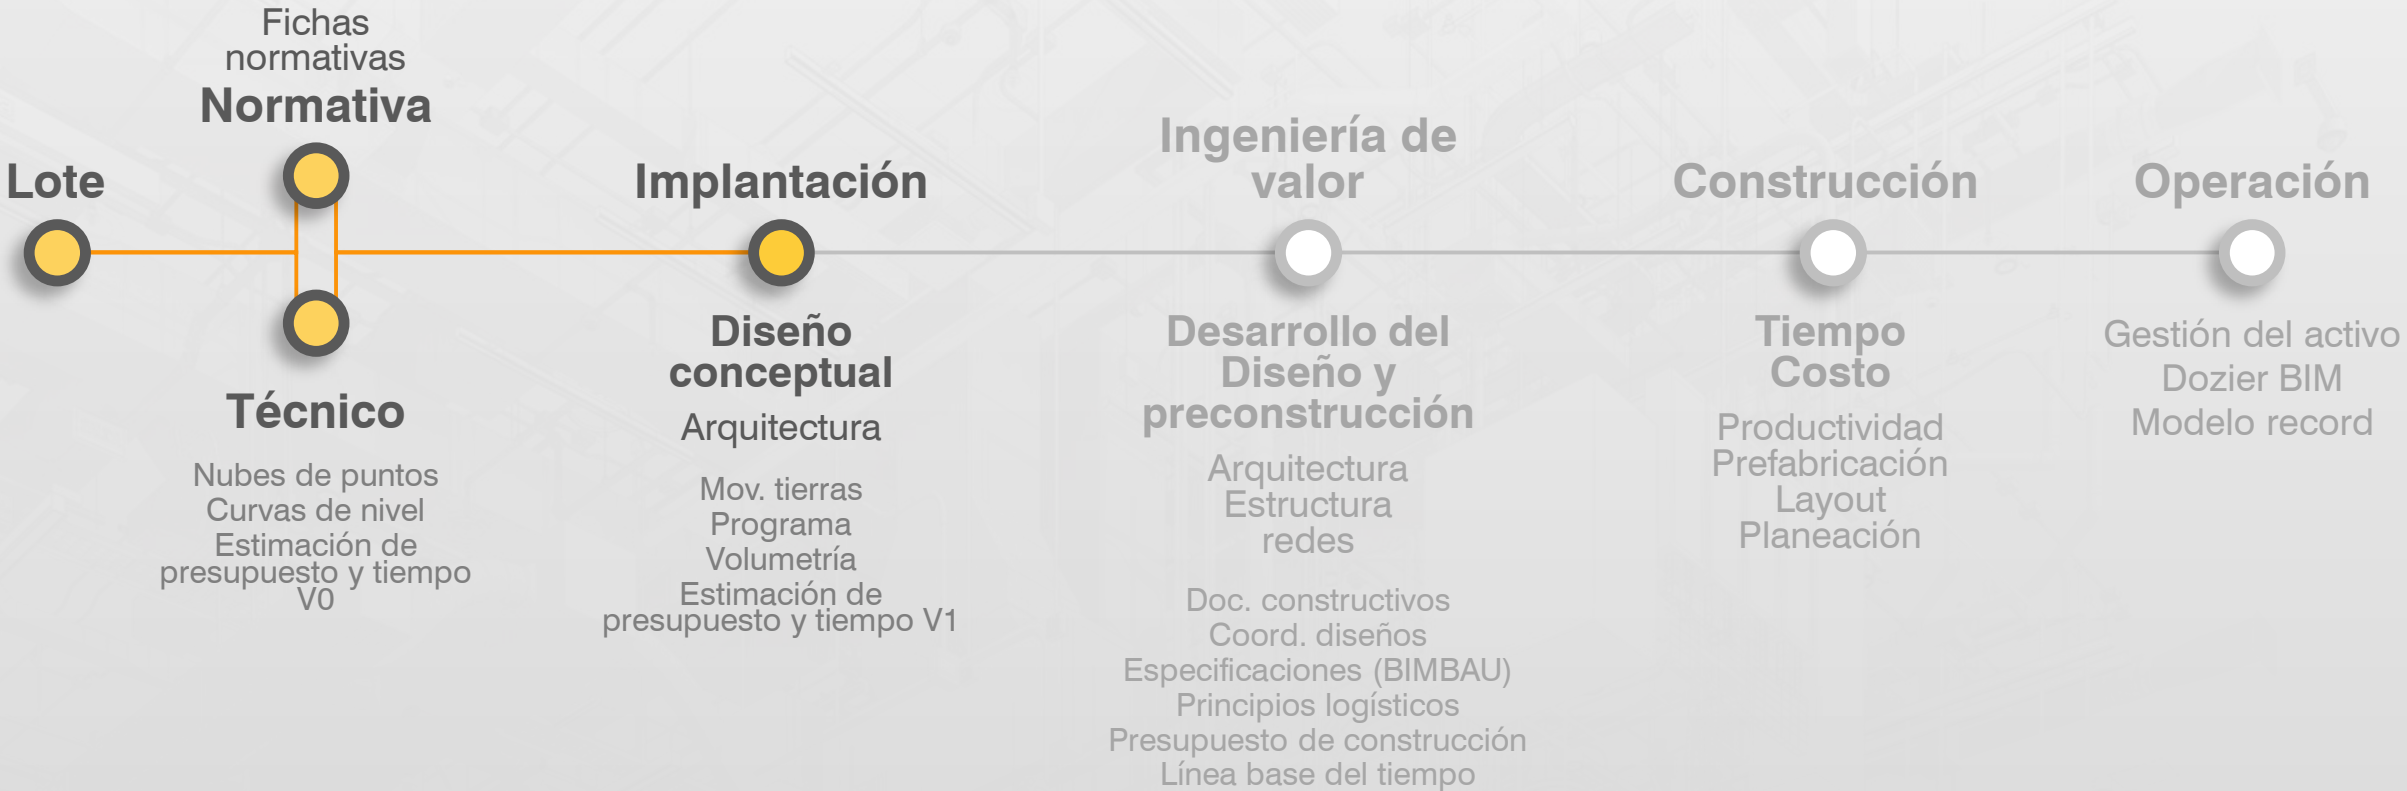 Lote
Fichas
normativas
Normativa
Técnico
Nubes de puntos
Curvas de nivel
Estimación de
presupuesto y tiempo
V0
Implantación
Diseño
conceptual
Arquitectura
Mov. tierras
Programa
Volumetría
Estimación de
presupuesto y tiempo V1
Ingeniería de
valor
Desarrollo del
Diseño y
preconstrucción
Arquitectura
Estructura
redes
Doc. constructivos
Coord. diseños
Especificaciones (BIMBAU)
Principios logísticos
Presupuesto de construcción
Línea base del tiempo
Construcción
Tiempo
Costo
Productividad
Prefabricación
Layout
Planeación
Operación
Gestión del activo
Dozier BIM
Modelo record